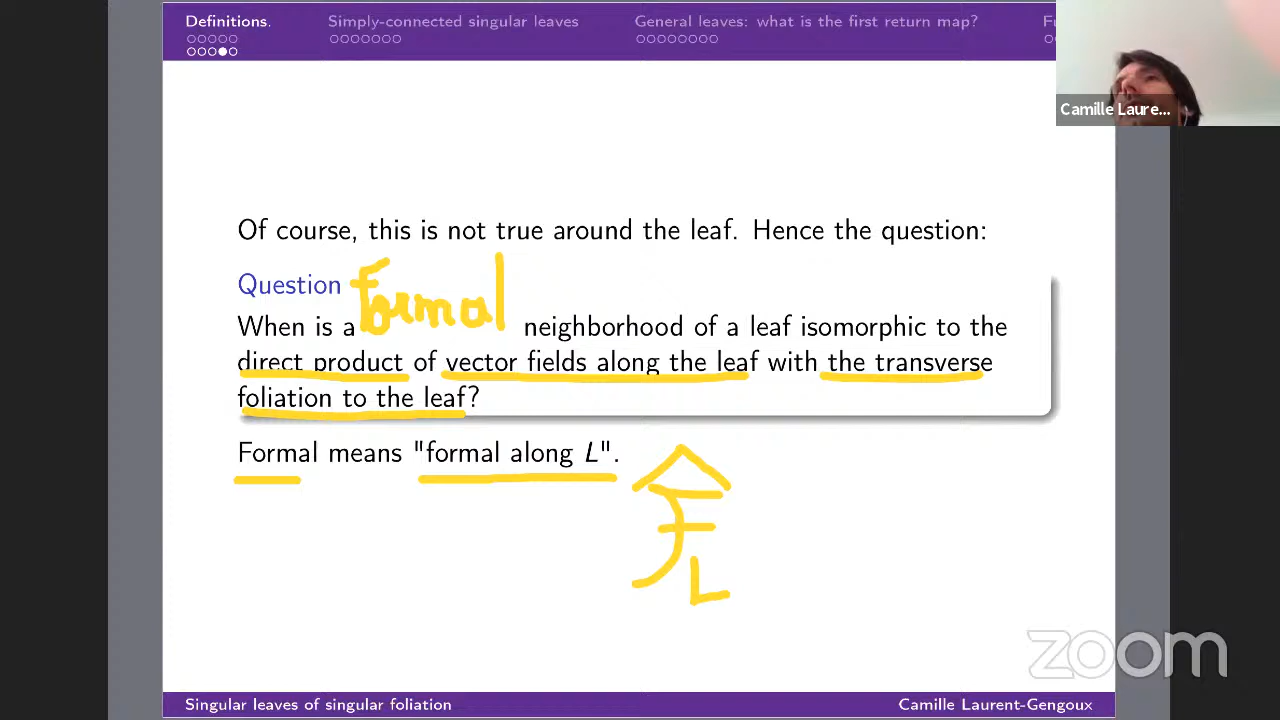 Definitions.
Simply-connected singular leaves
General leaves: what is the first return map?
Camille Laure...
Of course, this is not true around the leaf. Hence the question:
Question
When is a formal neighborhood of a leaf isomorphic to the
direct product of vector fields along the leaf with the transverse
foliation to the leaf?
Formal means "formal along L".
F
L
zoom
Singular leaves of singular foliation
Camille Laurent-Gengoux